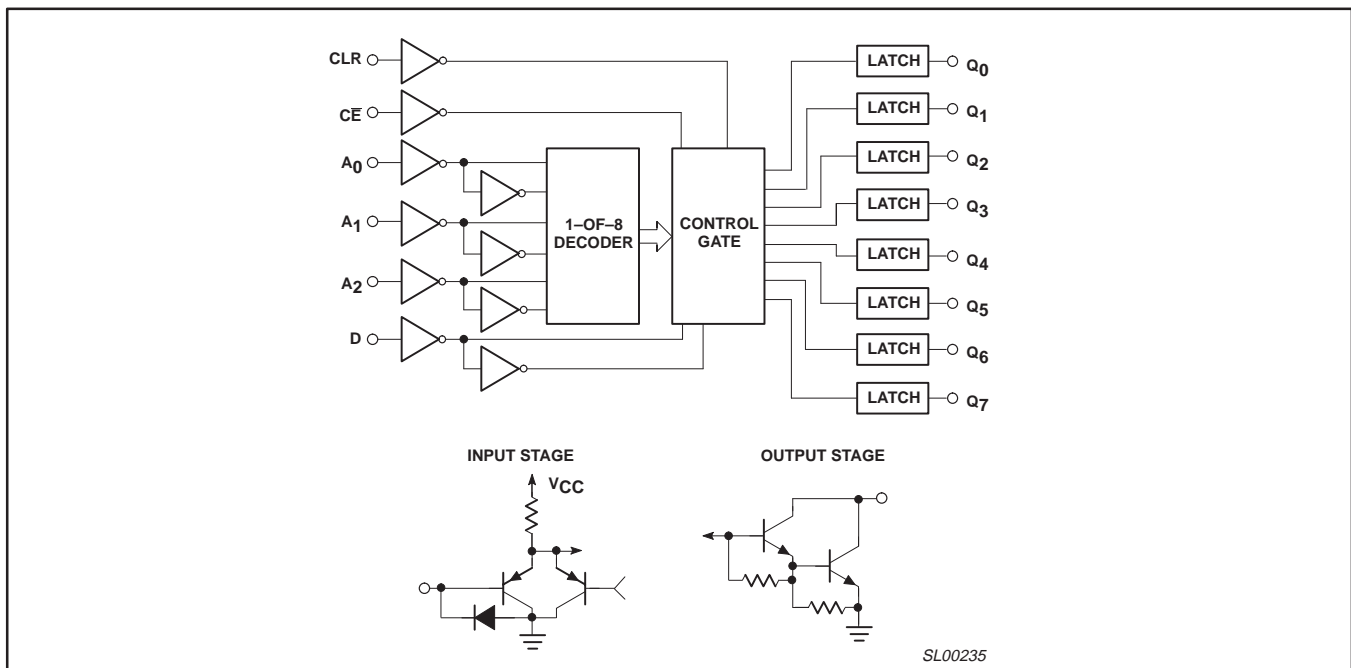 CLR
CE̅
A0
A1
A2
D
1–OF–8
DECODER
CONTROL
GATE
LATCH Q0
LATCH Q1
LATCH Q2
LATCH Q3
LATCH Q4
LATCH Q5
LATCH Q6
LATCH Q7
INPUT STAGE
VCC
OUTPUT STAGE
SL00235